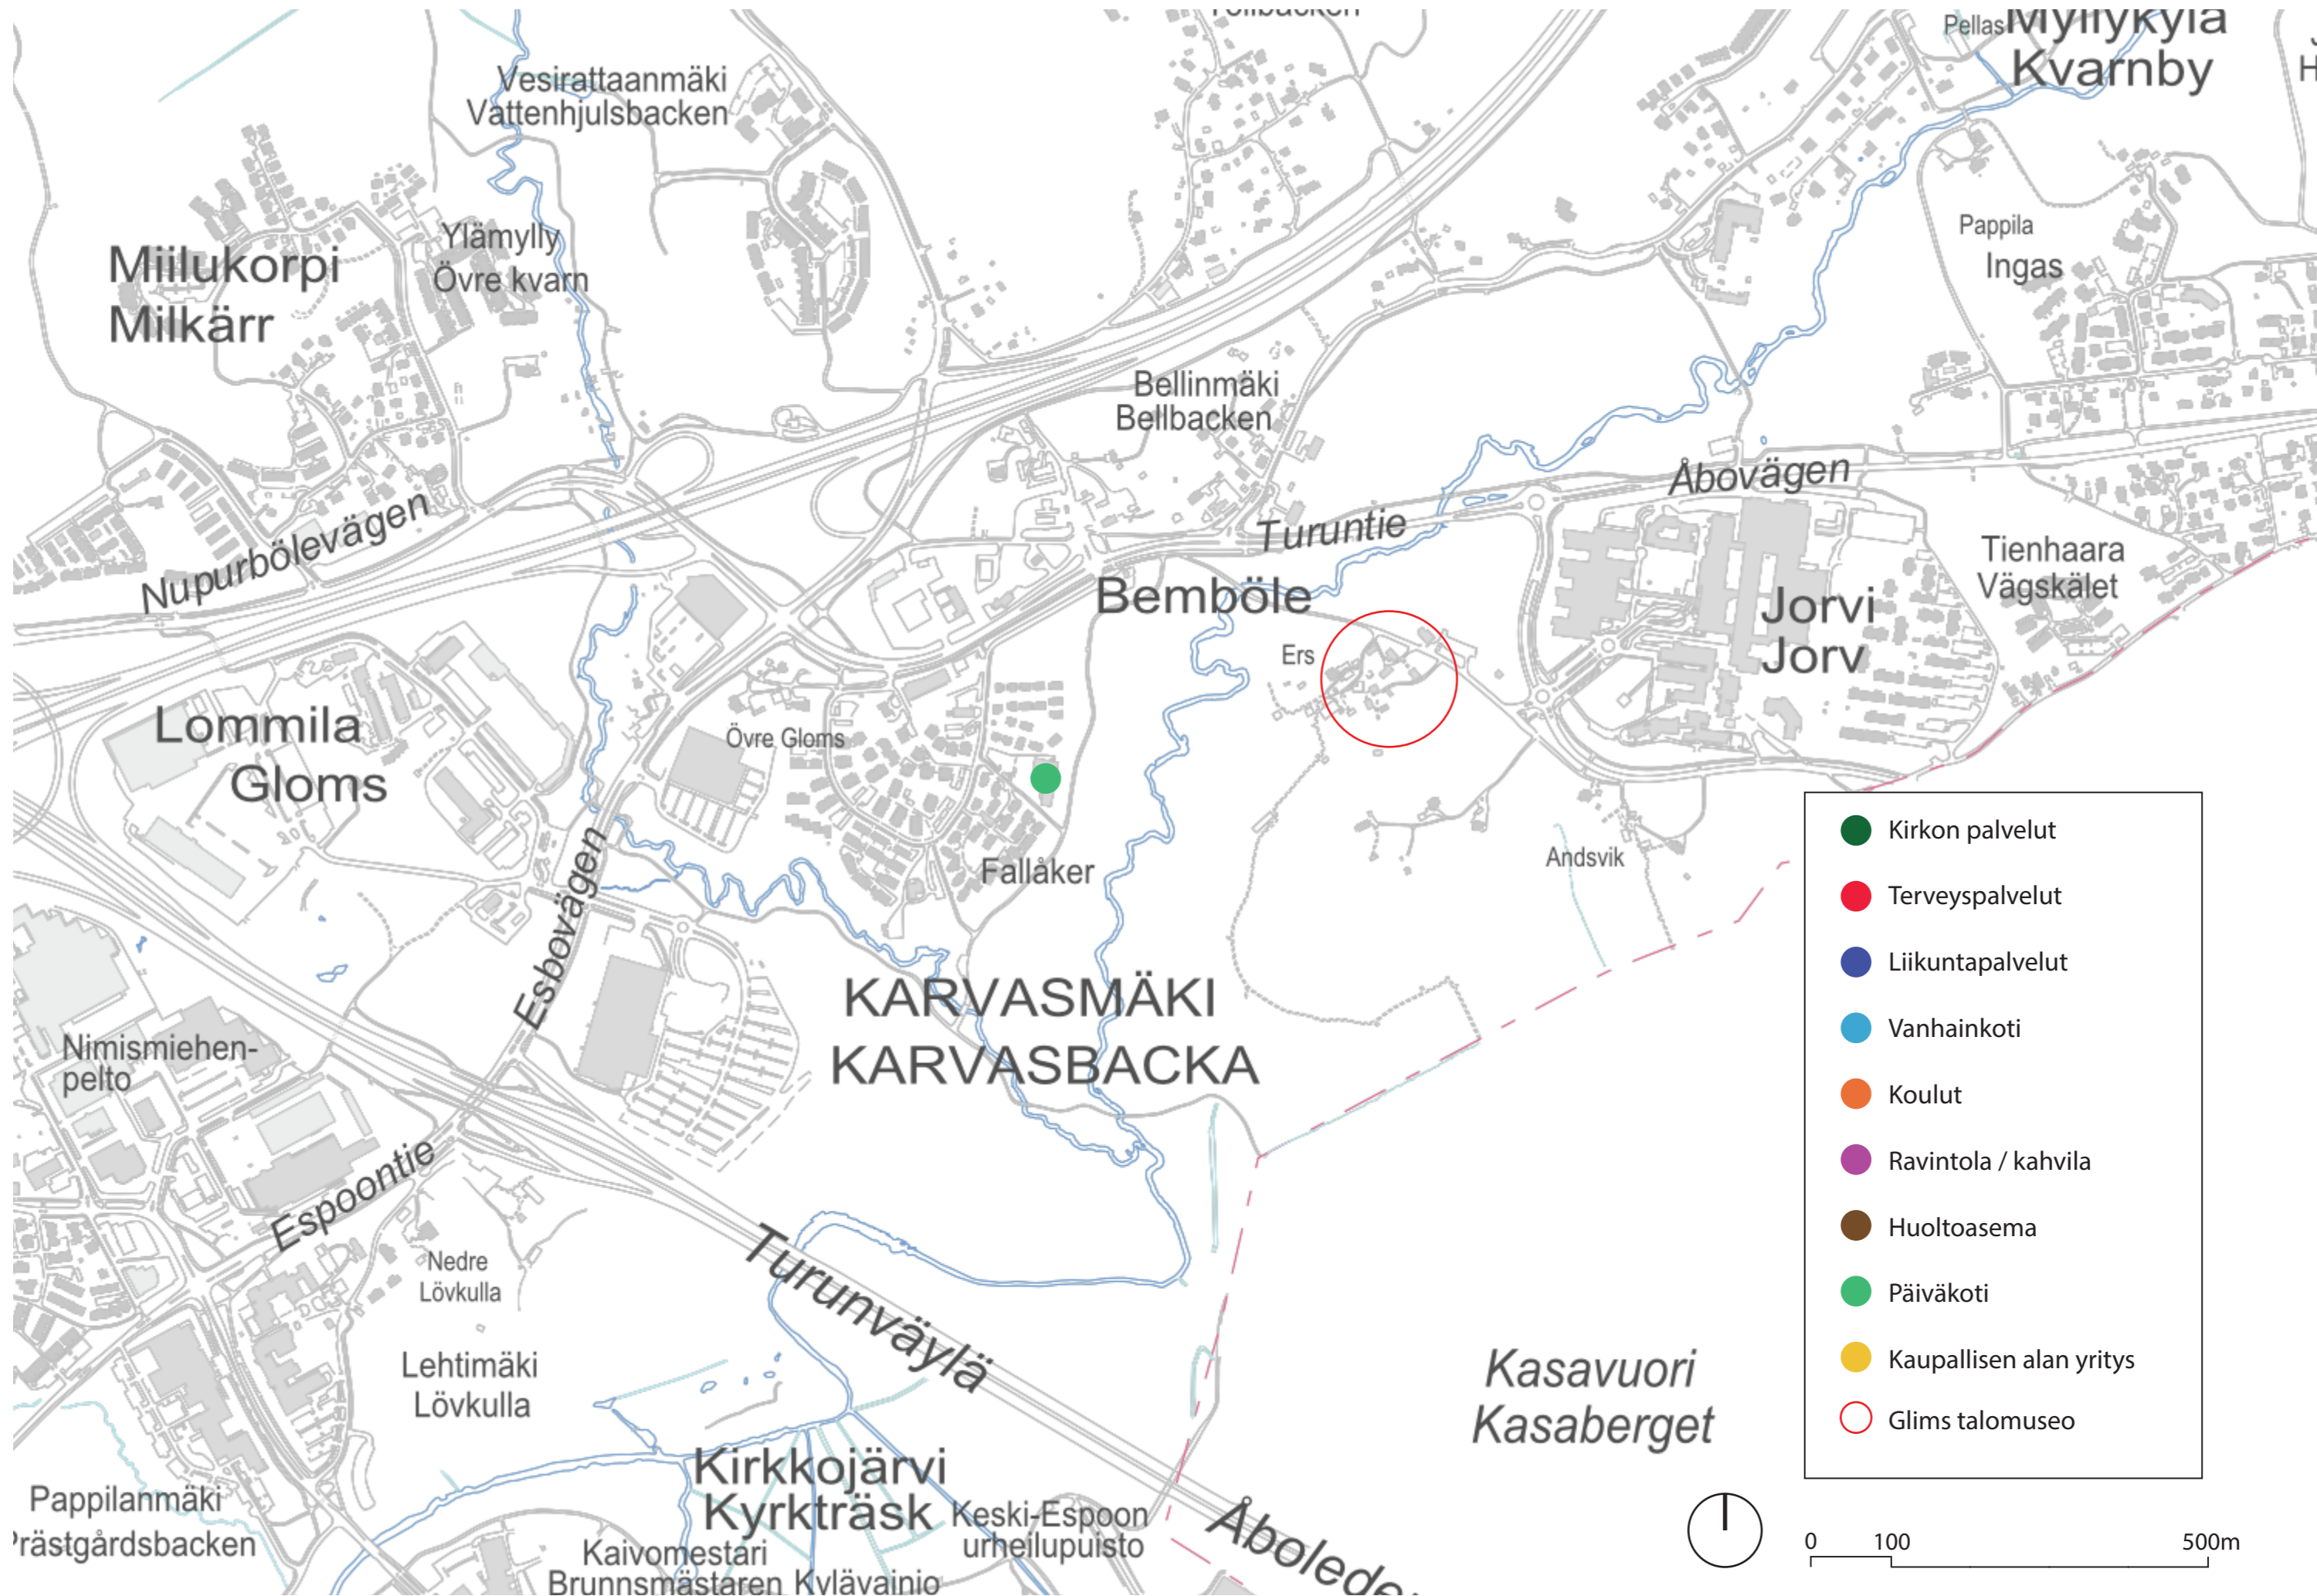 Pellas
Kvarnby
Vesirattaanmäki
Vattenhjulsbacken
Ylämylly
Övre kvarn
Miilukorpi
Milkärr
Pappila
Ingas
Bellinmäki
Bellbacken
Nupurbölevägen
Turuntie
Åbovägen
Bemböle
Ers
Jorvi
Jorv
Tienhaara
Vägskälet
Lommila
Gloms
Övre Gloms
Fallåker
Andsvik
Esbovägen
KARVASMÄKI
KARVASBACKA
Nimismiehen-
pelto
Espoontie
Nedre
Lövkulla
Turunväylä
Lehtimäki
Lövkulla
Kasavuori
Kasaberget
Kirkkojärvi
Kyrkträsk
Keski-Espoon
urheilupuisto
Pappilanmäki
Prästgårdsbacken
Kaivomestari
Brunnsmästaren
Kylävainio
Kirkon palvelut
Terveyspalvelut
Liikuntapalvelut
Vanhainkoti
Koulut
Ravintola / kahvila
Huoltoasema
Päiväkoti
Kaupallisen alan yritys
Glims talomuseo
0 100 500m